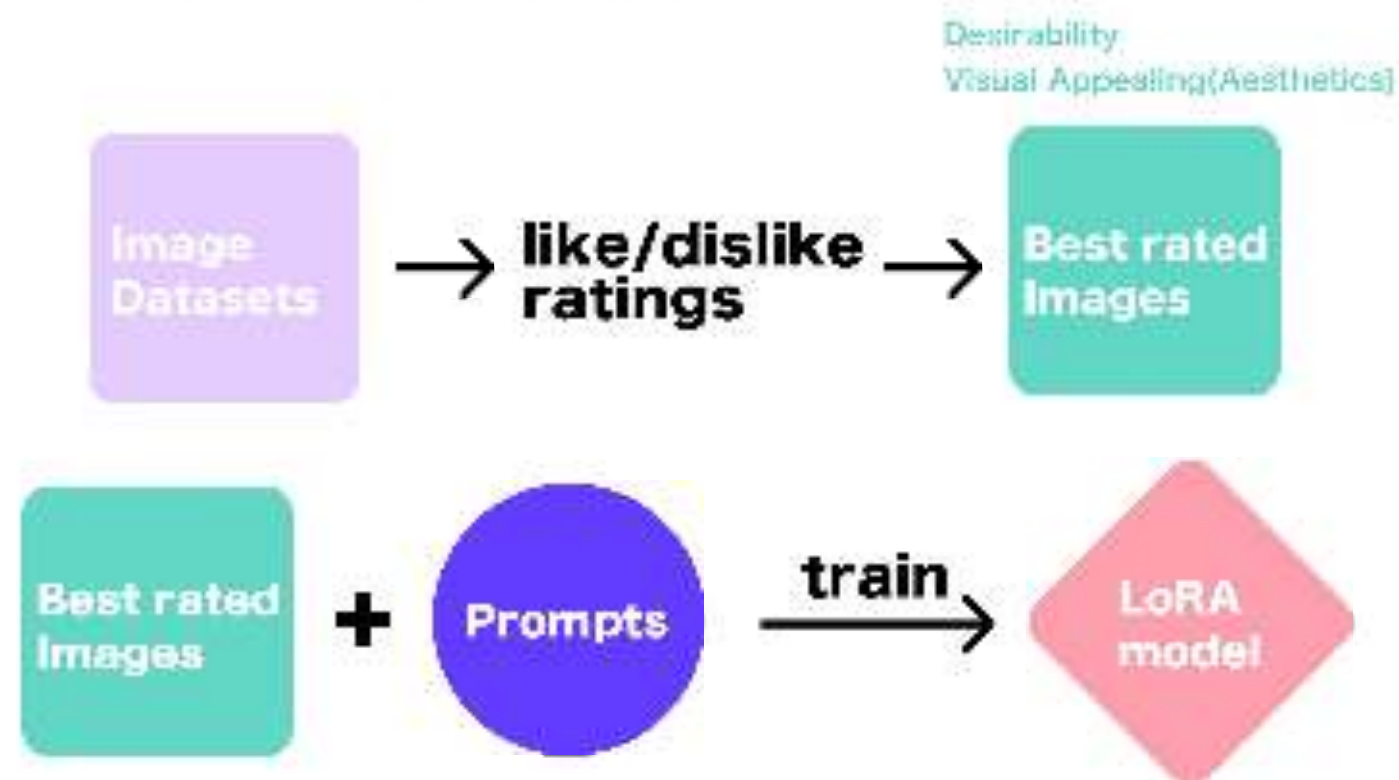 Desirability
Visual Appealing(Aesthetics)
Image
Datasets
like/dislike
ratings
Best rated
Images
Best rated
Images
+
Prompts
train
LoRA
model